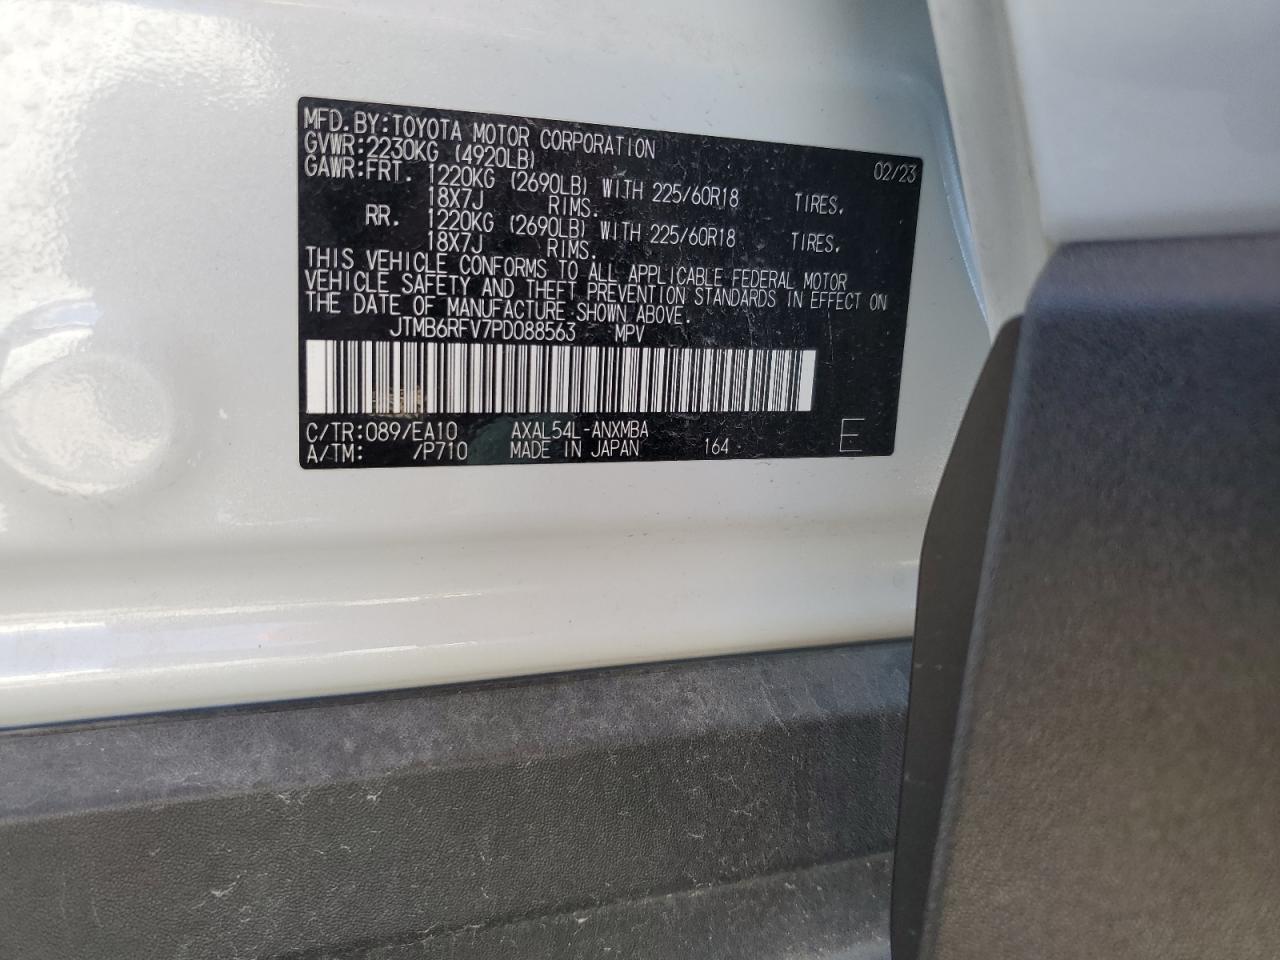 MFD. BY: TOYOTA MOTOR CORPORATION 02/23
GVWR: 2230KG (4920LB)
GAWR: FRT. 1220KG (2690LB) WITH 225/60R18 TIRES.
18X7J RIMS.
RR. 1220KG (2690LB) WITH 225/60R18 TIRES.
18X7J RIMS.
THIS VEHICLE CONFORMS TO ALL APPLICABLE FEDERAL MOTOR
VEHICLE SAFETY AND THEFT PREVENTION STANDARDS IN EFFECT ON
THE DATE OF MANUFACTURE SHOWN ABOVE.
JTMB6RFV7PD088563 MPV
C/TR: 089/EA10 AXAL54L-ANXMBA
A/TM: /P710 MADE IN JAPAN 164 E